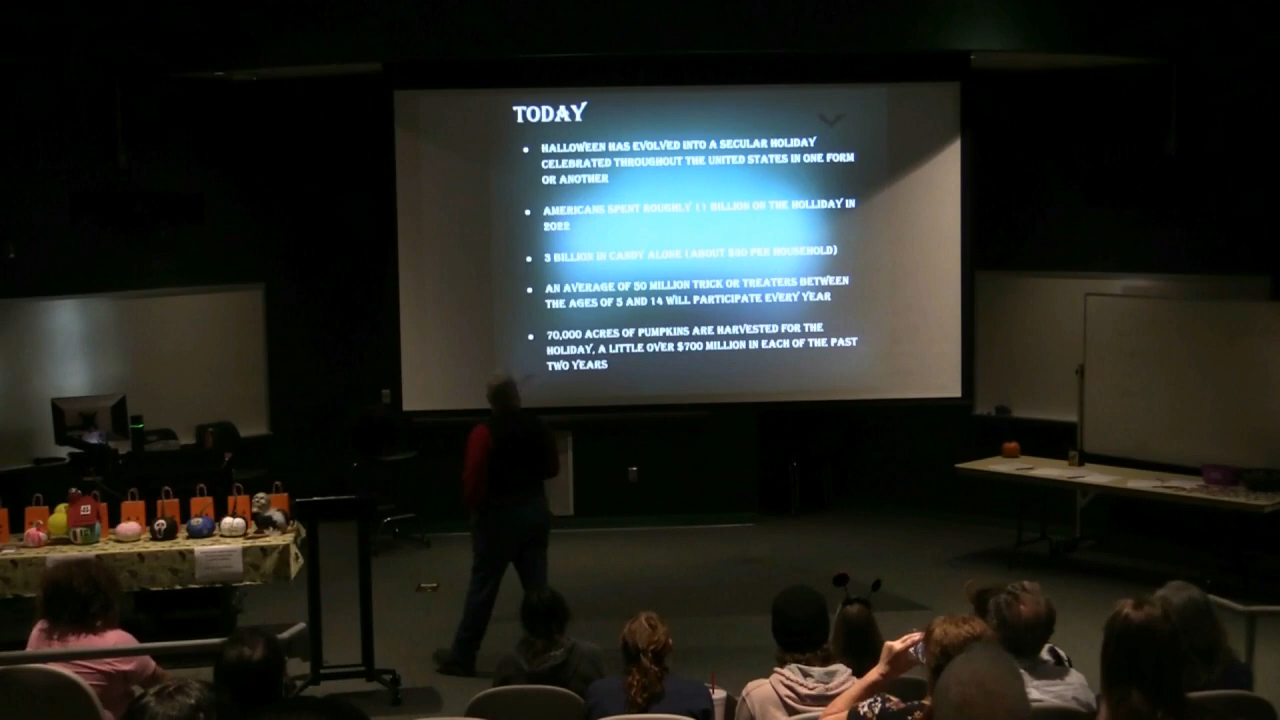 TODAY
HALLOWEEN HAS EVOLVED INTO A SECULAR HOLIDAY
CELEBRATED THROUGHOUT THE UNITED STATES IN ONE FORM
OR ANOTHER
AMERICANS SPENT ROUGHLY 11 BILLION ON THE HOLLIDAY IN
2022
3 BILLION IN CANDY ALONE (ABOUT PER HOUSEHOLD)
AN AVERAGE OF 50 MILLION TRICK OR TREATERS BETWEEN
THE AGES OF 5 AND 14 WILL PARTICIPATE EVERY YEAR
70,000 ACRES OF PUMPKINS ARE HARVESTED FOR THE
HOLIDAY, A LITTLE OVER $700 MILLION IN EACH OF THE PAST
TWO YEARS